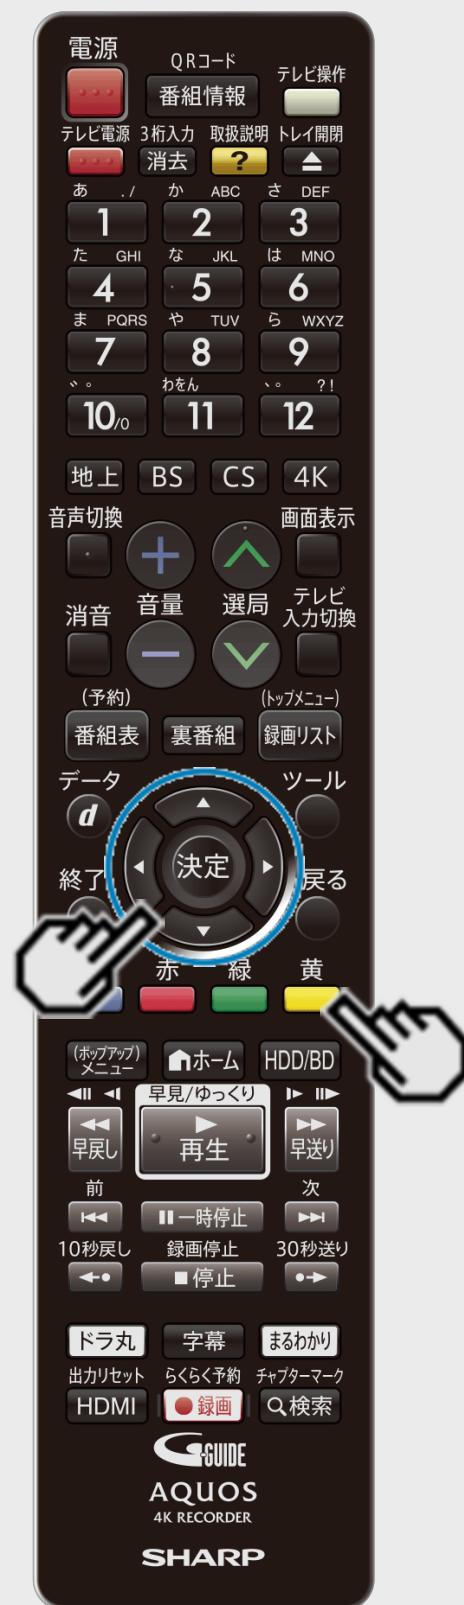 電源
QRコード
番組情報
テレビ操作
テレビ電源 3桁入力 取扱説明 トレイ開閉
消去 ?
あ ./ か ABC さ DEF
1 2 3
た GHI な JKL は MNO
4 5 6
ま PQRS や TUV ら WXYZ
7 8 9
゛゜ わをん 、。 ?!
10/0 11 12
地上 BS CS 4K
音声切換 画面表示
+
消音 音量 選局 テレビ
入力切換
−
(予約) (トップメニュー)
番組表 裏番組 録画リスト
データ ツール
d
決定
終了 戻る
赤 緑 黄
(ポップアップ)
メニュー ホーム HDD/BD
早見/ゆっくり
早戻し 再生 早送り
前 次
一時停止
10秒戻し 録画停止 30秒送り
停止
ドラ丸 字幕 まるわかり
出力リセット らくらく予約 チャプターマーク
HDMI 録画 検索
G-GUIDE
AQUOS
4K RECORDER
SHARP